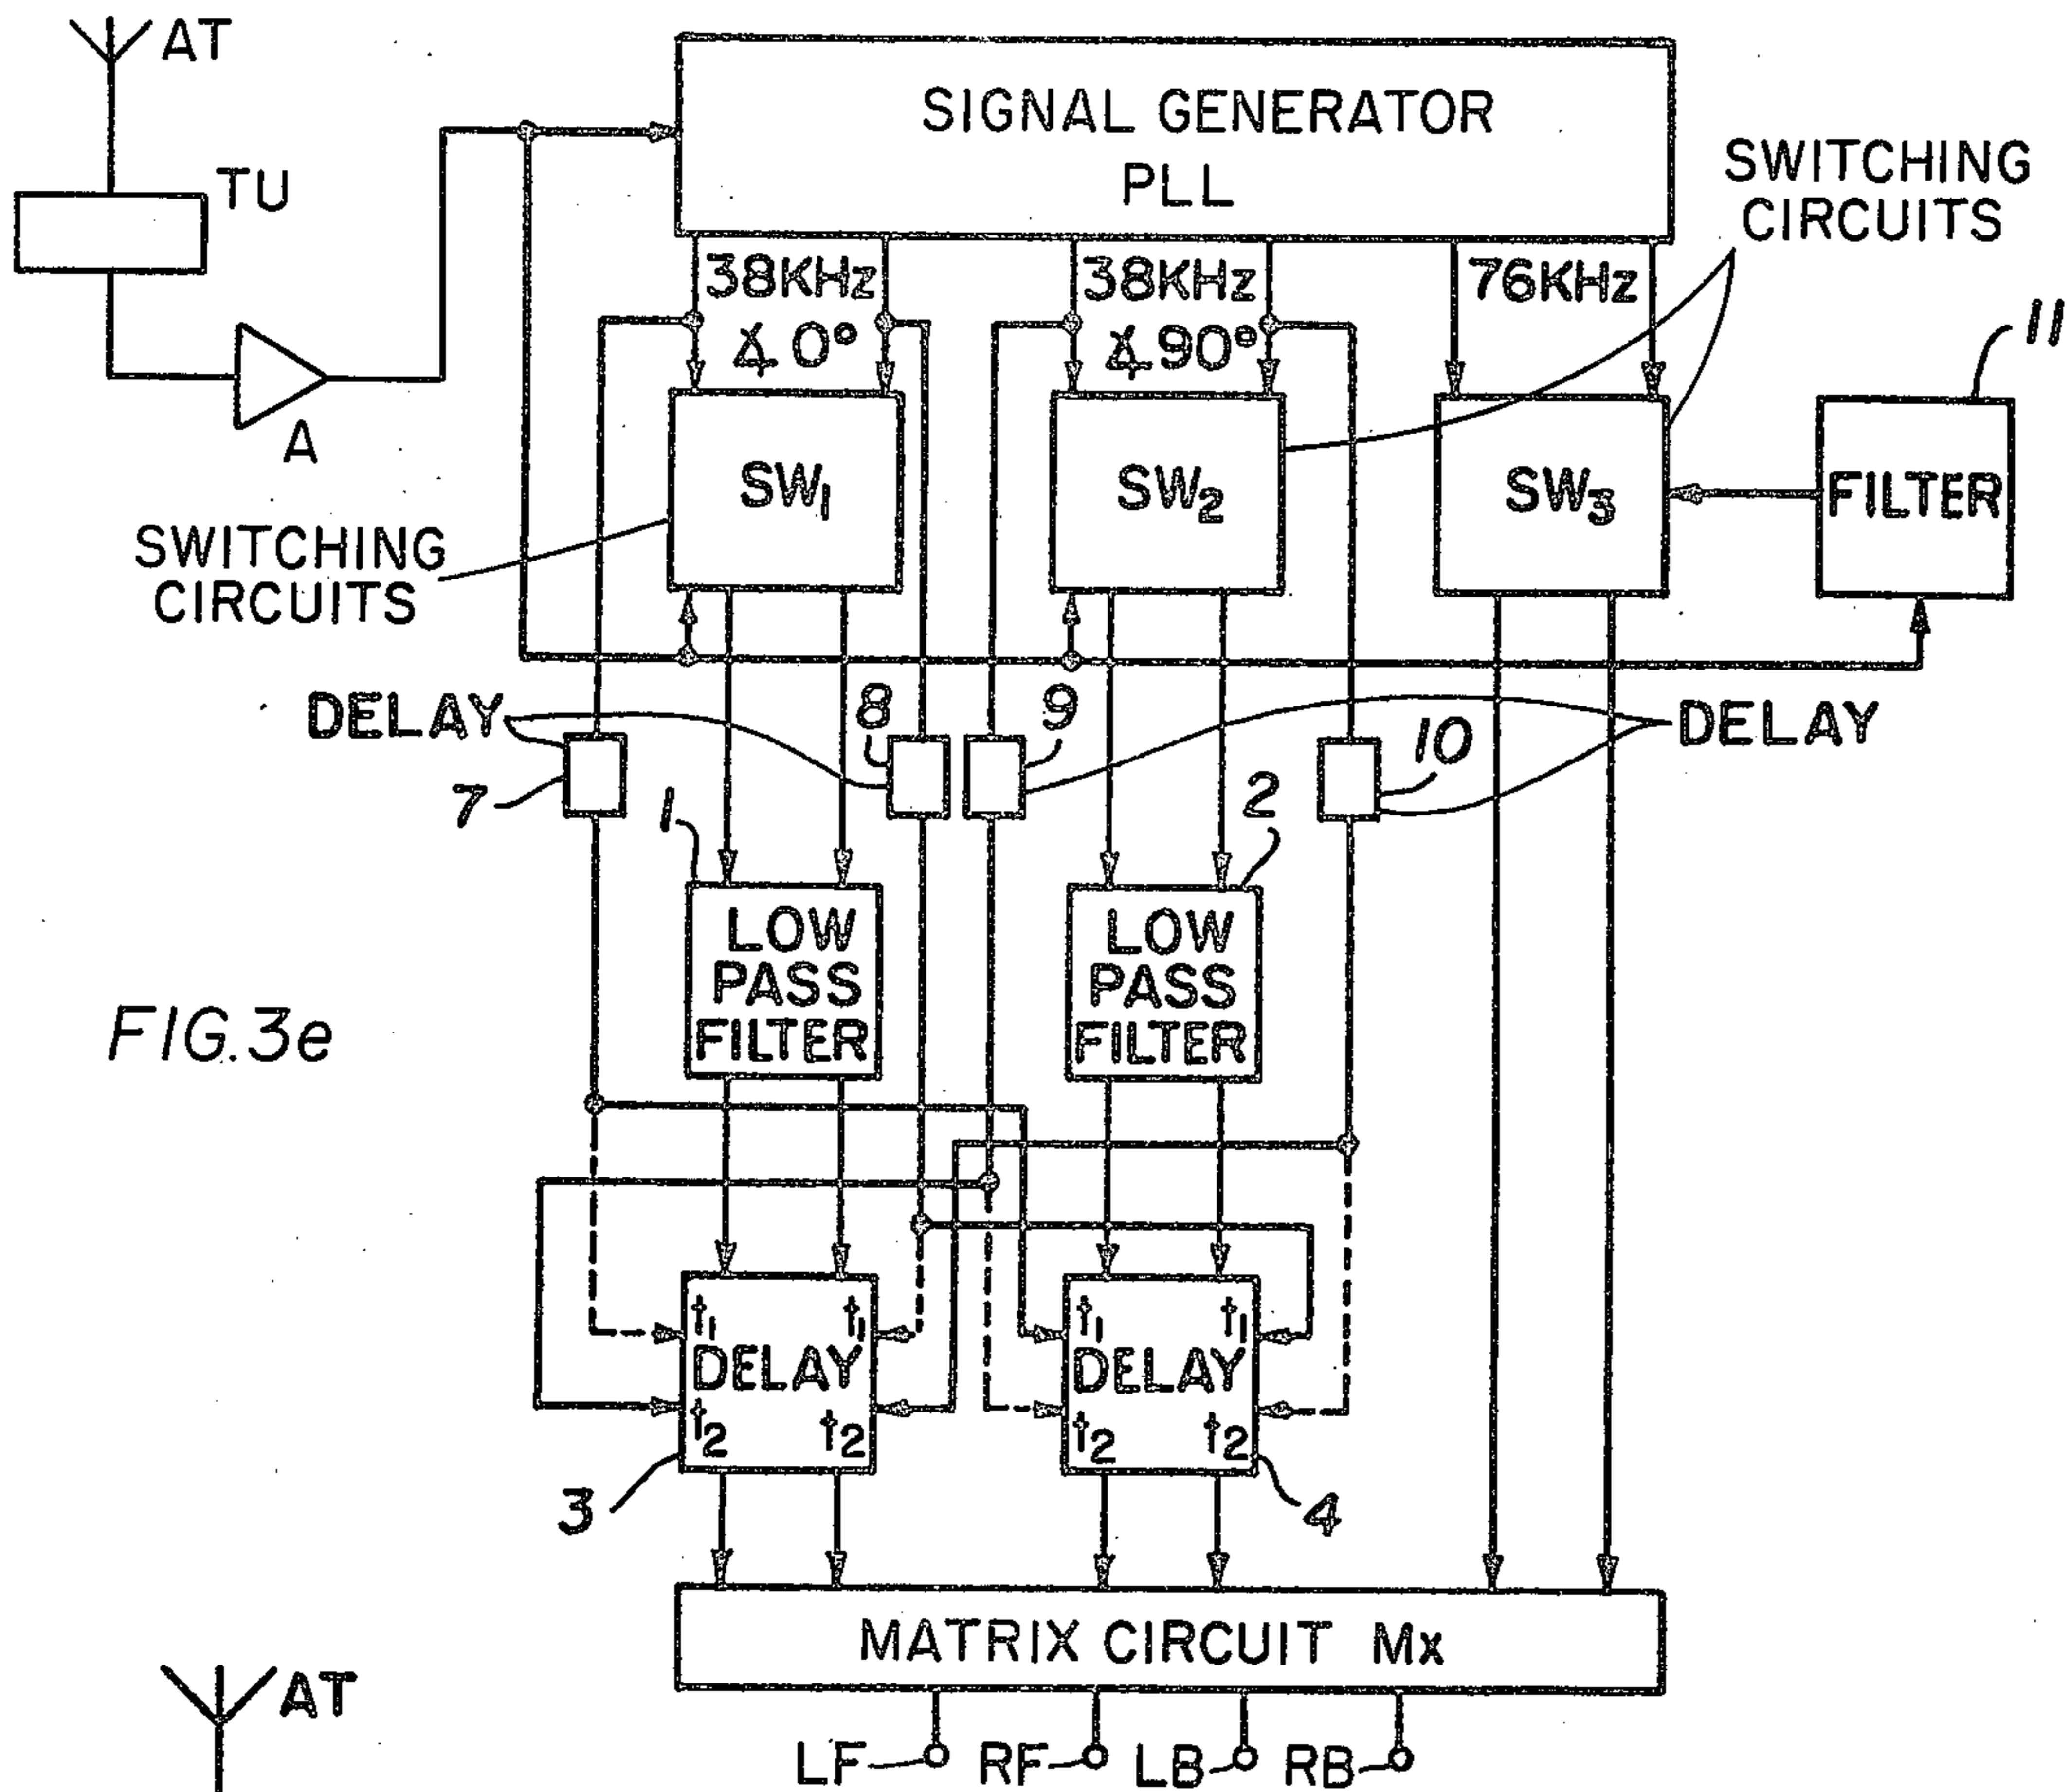 AT
SIGNAL GENERATOR
PLL
SWITCHING
CIRCUITS
TU
38KHz
∡ 0°
38KHz
∡ 90°
76KHz
11
A
SW1
SW2
SW3
FILTER
SWITCHING
CIRCUITS
DELAY
8
9
10
DELAY
7
1
2
LOW
PASS
FILTER
LOW
PASS
FILTER
FIG.3e
t1 t1
DELAY
t2 t2
t1 t1
DELAY
t2 t2
3
4
MATRIX CIRCUIT Mx
AT
LF
RF
LB
RB